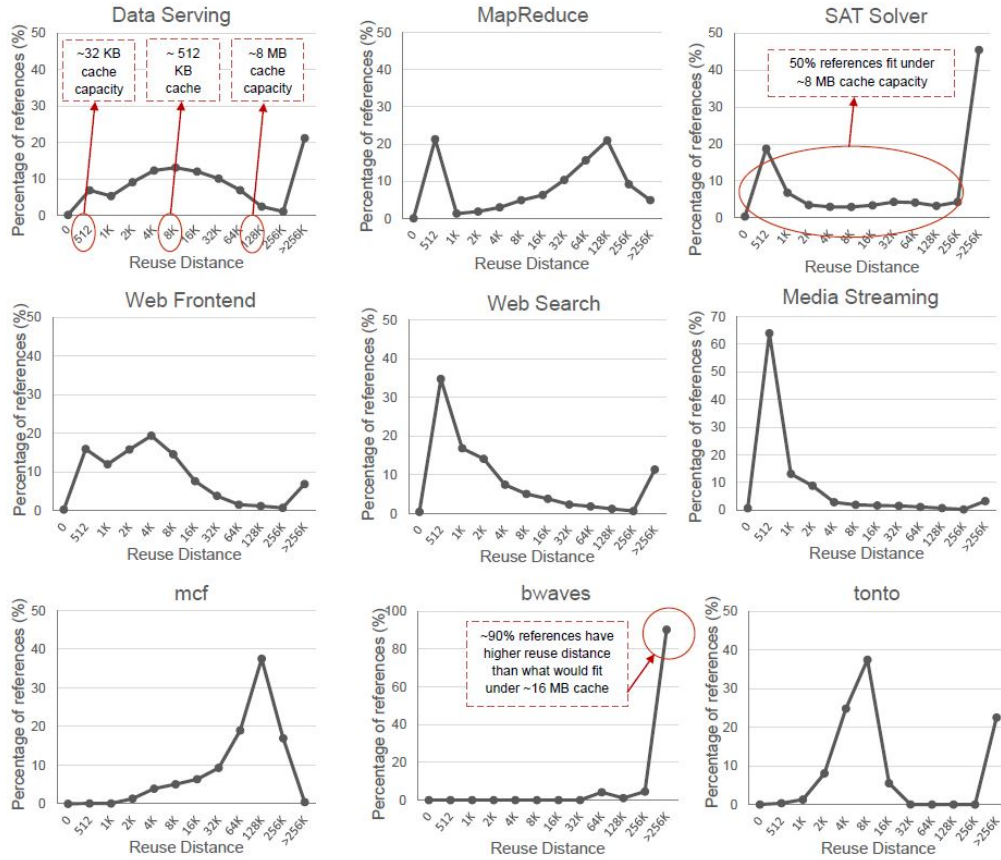 Data Serving
Percentage of references (%)
50
40
30
20
10
0
~32 KB
cache
capacity
~ 512
KB
cache
~8 MB
cache
capacity
0 512 1K 2K 4K 8K 16K 32K 64K 128K 256K >256K
Reuse Distance
MapReduce
Percentage of references (%)
50
40
30
20
10
0
0 512 1K 2K 4K 8K 16K 32K 64K 128K 256K >256K
Reuse Distance
SAT Solver
Percentage of references (%)
50
40
30
20
10
0
50% references fit under
~8 MB cache capacity
0 512 1K 2K 4K 8K 16K 32K 64K 128K 256K >256K
Reuse Distance
Web Frontend
Percentage of references (%)
50
40
30
20
10
0
0 512 1K 2K 4K 8K 16K 32K 64K 128K 256K >256K
Reuse Distance
Web Search
Percentage of references (%)
50
40
30
20
10
0
0 512 1K 2K 4K 8K 16K 32K 64K 128K 256K >256K
Reuse Distance
Media Streaming
Percentage of references (%)
70
60
50
40
30
20
10
0
0 512 1K 2K 4K 8K 16K 32K 64K 128K 256K >256K
Reuse Distance
mcf
Percentage of references (%)
50
40
30
20
10
0
0 512 1K 2K 4K 8K 16K 32K 64K 128K 256K >256K
Reuse Distance
bwaves
Percentage of references (%)
100
80
60
40
20
0
~90% references have
higher reuse distance
than what would fit
under ~16 MB cache
0 512 1K 2K 4K 8K 16K 32K 64K 128K 256K >256K
Reuse Distance
tonto
Percentage of references (%)
50
40
30
20
10
0
0 512 1K 2K 4K 8K 16K 32K 64K 128K 256K >256K
Reuse Distance